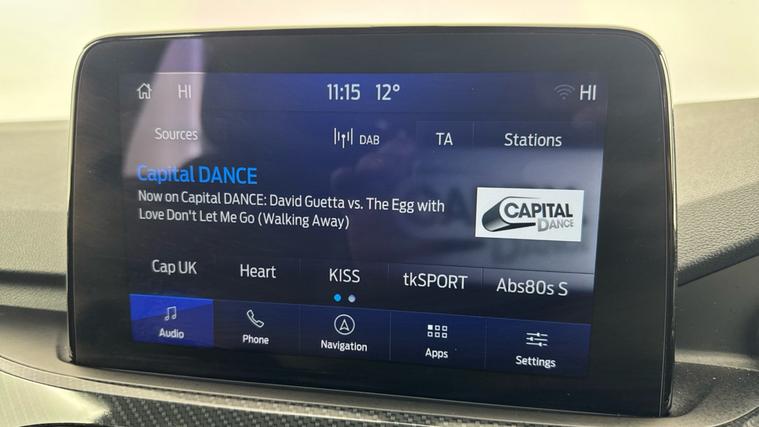 HI 11:15 12° HI
Sources DAB TA Stations
Capital DANCE
Now on Capital DANCE: David Guetta vs. The Egg with
Love Don't Let Me Go (Walking Away)
CAPITAL
DANCE
Cap UK Heart KISS tkSPORT Abs80s S
Audio Phone Navigation Apps Settings